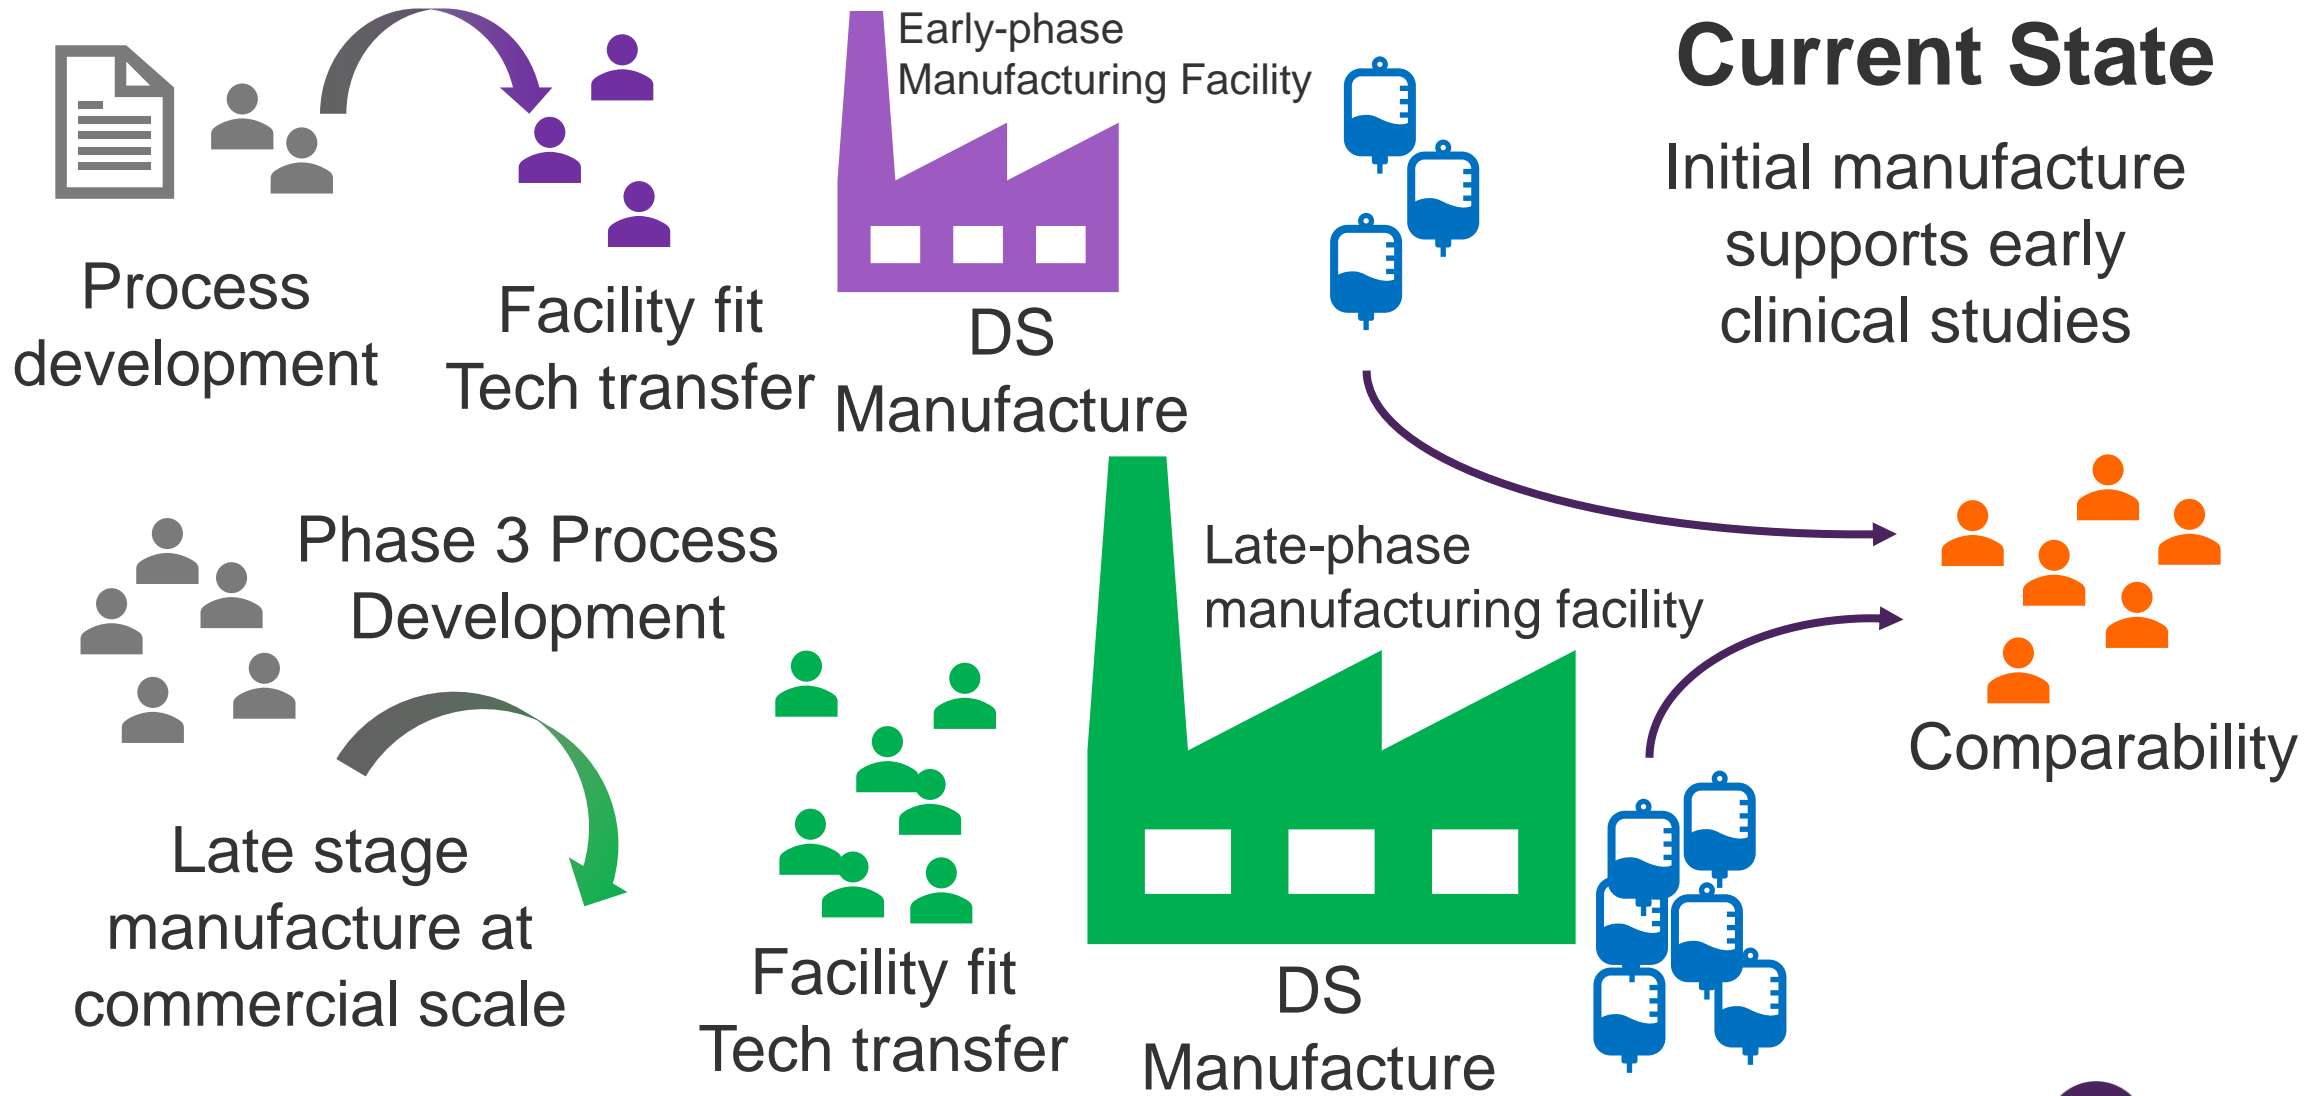 Current State
Initial manufacture
supports early
clinical studies
Early-phase
Manufacturing Facility
Process
development
Facility fit
Tech transfer
DS
Manufacture
Phase 3 Process
Development
Late-phase
manufacturing facility
Comparability
Late stage
manufacture at
commercial scale
Facility fit
Tech transfer
DS
Manufacture